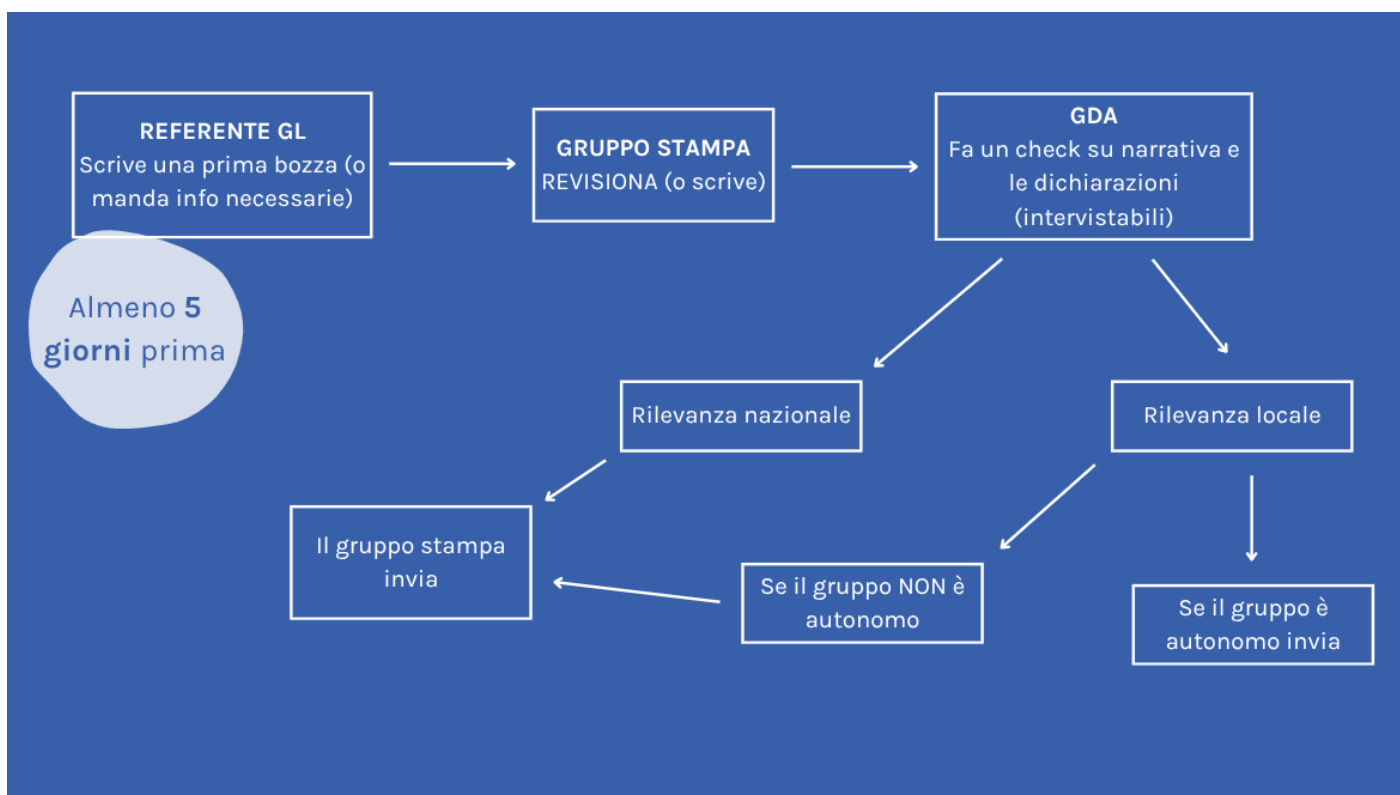 REFERENTE GL
Scrive una prima bozza (o
manda info necessarie)
Almeno 5
giorni prima
GRUPPO STAMPA
REVISIONA (o scrive)
GDA
Fa un check su narrativa e
le dichiarazioni
(intervistabili)
Rilevanza nazionale
Rilevanza locale
Il gruppo stampa
invia
Se il gruppo NON è
autonomo
Se il gruppo è
autonomo invia